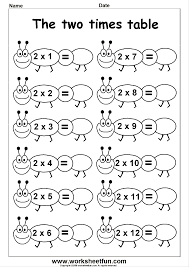 Name Date
The two times table
2 x 1 = 2 x 7 =
2 x 2 = 2 x 8 =
2 x 3 = 2 x 9 =
2 x 4 = 2 x 10 =
2 x 5 = 2 x 11 =
2 x 6 = 2 x 12 =
www.worksheetfun.com